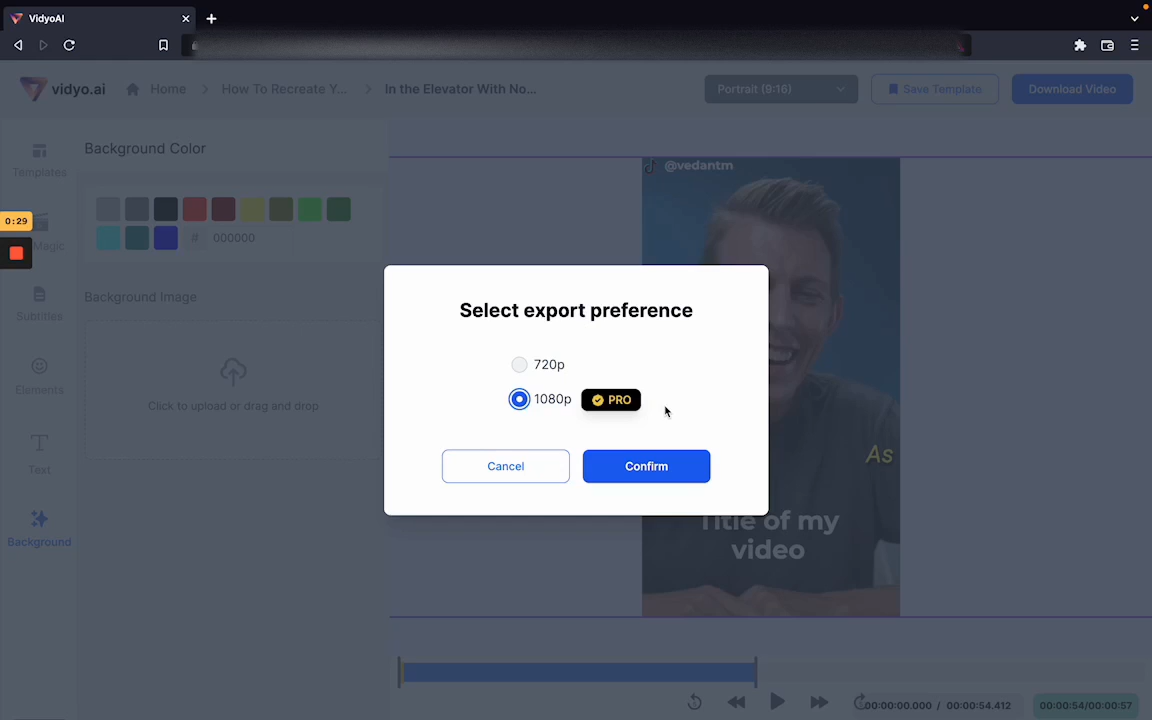 VidyoAI
vidyo.ai
Home
How To Recreate Y...
In the Elevator With No...
Portrait (9:16)
Save Template
Download Video
Templates
Background Color
@vedantm
0:29
Magic
# 000000
Background Image
Subtitles
Select export preference
720p
1080p
PRO
Elements
Click to upload or drag and drop
Text
As
Cancel
Confirm
Title of my
video
Background
00:00:00.000 / 00:00:54.412
00:00:54/00:00:57